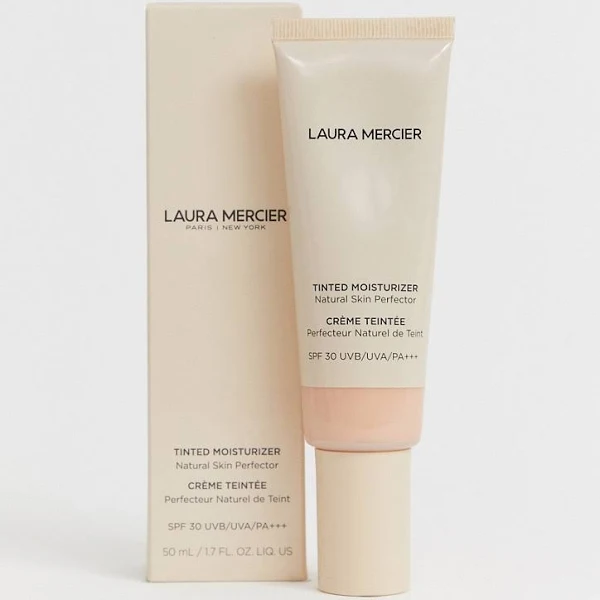 LAURA MERCIER
PARIS | NEW YORK
TINTED MOISTURIZER
Natural Skin Perfector
CRÈME TEINTÉE
Perfecteur Naturel de Teint
SPF 30 UVB/UVA/PA+++
50 mL / 1.7 FL. OZ. LIQ. US
LAURA MERCIER
TINTED MOISTURIZER
Natural Skin Perfector
CRÈME TEINTÉE
Perfecteur Naturel de Teint
SPF 30 UVB/UVA/PA+++